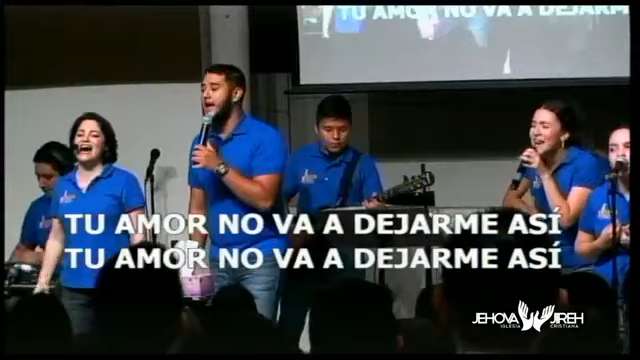 TU AMOR NO VA A DEJARME
TU AMOR NO VA A DEJARME ASÍ
TU AMOR NO VA A DEJARME ASÍ
JEHOVA JIREH
IGLESIA CRISTIANA